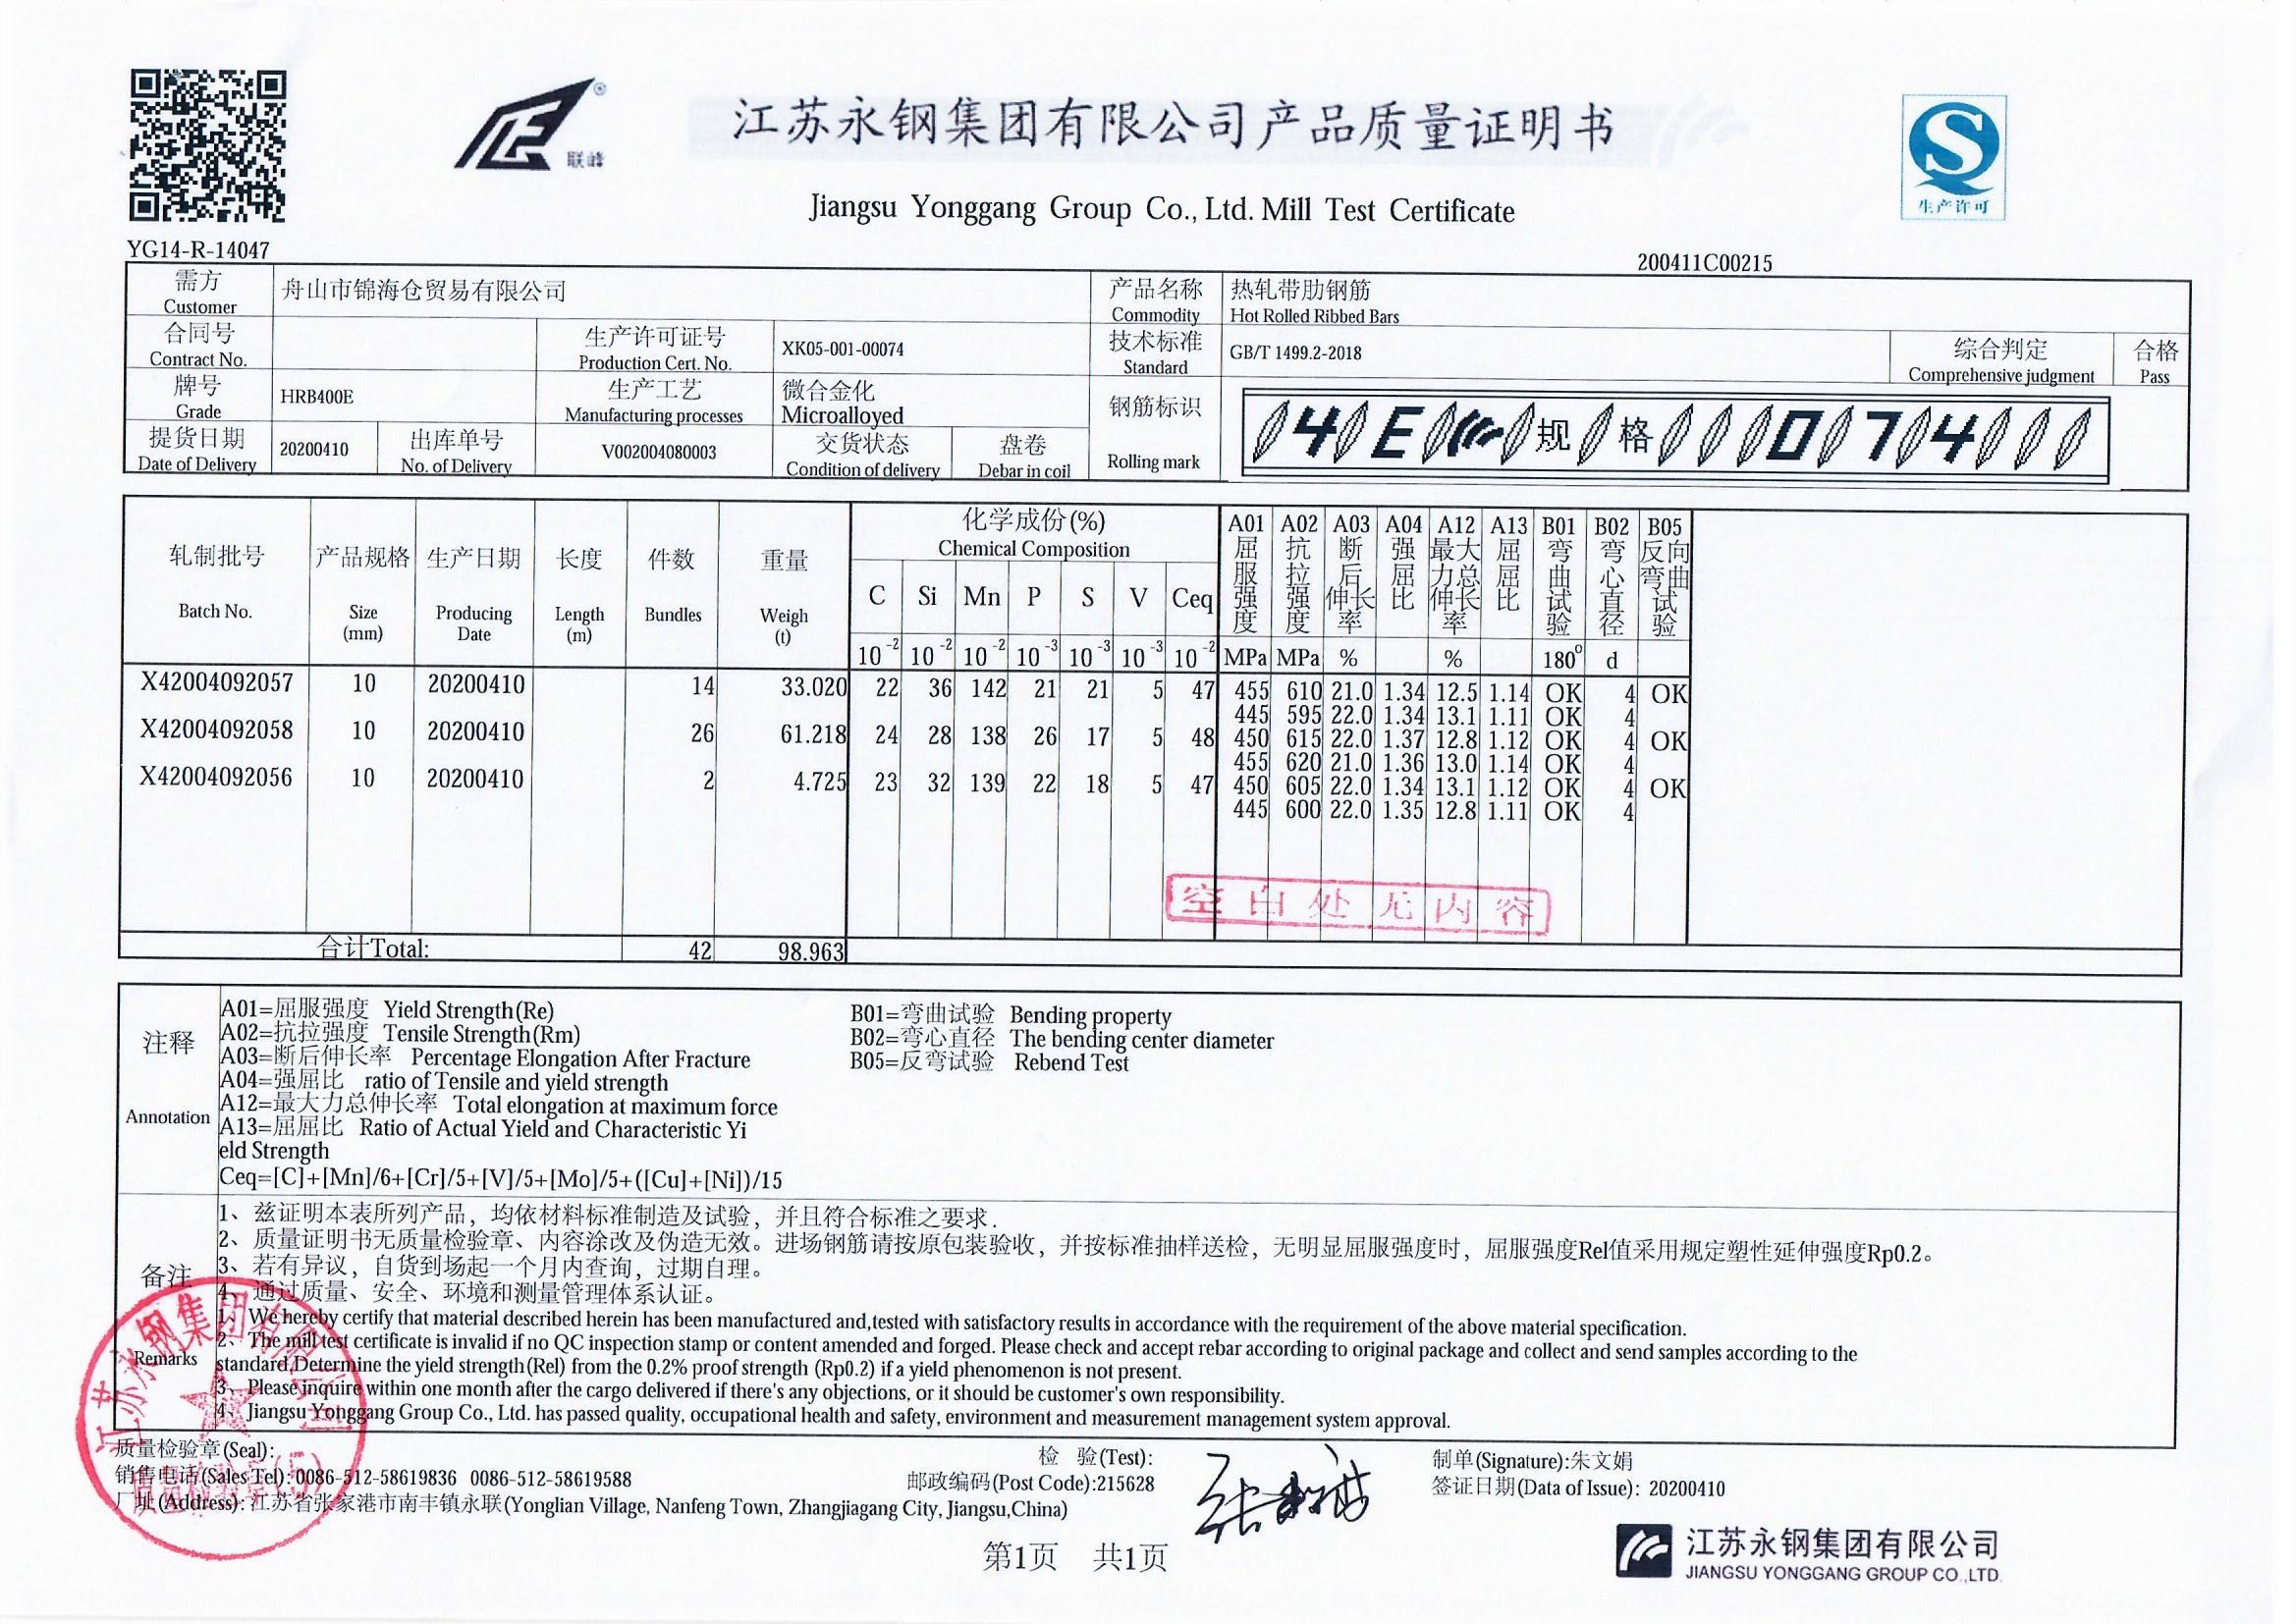 联峰
江苏永钢集团有限公司产品质量证明书
Jiangsu Yonggang Group Co., Ltd. Mill Test Certificate
生产许可
YG14-R-14047
200411C00215
需方 舟山市锦海仓贸易有限公司 产品名称 热轧带肋钢筋
Customer Commodity Hot Rolled Ribbed Bars
合同号 生产许可证号 XK05-001-00074 技术标准 GB/T 1499.2-2018 综合判定 合格
Contract No. Production Cert. No. Standard Comprehensive judgment Pass
牌号 HRB400E 生产工艺 微合金化 钢筋标识 4 E 规 格 0 7 4
Grade Manufacturing processes Microalloyed
提货日期 20200410 出库单号 V002004080003 交货状态 盘卷
Date of Delivery No. of Delivery Condition of delivery Debar in coil Rolling mark
轧制批号 产品规格 生产日期 长度 件数 重量 化学成份(%) A01 屈服强度 A02 抗拉强度 A03 断后伸长率 A04 强屈比 A12 最大力总伸长率 A13 屈屈比 B01 弯曲试验 B02 弯心直径 B05 反向弯曲试验
Chemical Composition
Batch No. Size (mm) Producing Date Length (m) Bundles Weigh (t) C Si Mn P S V Ceq
10-2 10-2 10-2 10-3 10-3 10-3 10-2 MPa MPa % % 180° d
X42004092057 10 20200410 14 33.020 22 36 142 21 21 5 47 455 610 21.0 1.34 12.5 1.14 OK 4 OK
445 595 22.0 1.34 13.1 1.11 OK 4
X42004092058 10 20200410 26 61.218 24 28 138 26 17 5 48 450 615 22.0 1.37 12.8 1.12 OK 4 OK
455 620 21.0 1.36 13.0 1.14 OK 4
X42004092056 10 20200410 2 4.725 23 32 139 22 18 5 47 450 605 22.0 1.34 13.1 1.12 OK 4 OK
445 600 22.0 1.35 12.8 1.11 OK 4
空白处无内容
合计Total: 42 98.963
注释
Annotation
A01=屈服强度 Yield Strength(Re)
A02=抗拉强度 Tensile Strength(Rm)
A03=断后伸长率 Percentage Elongation After Fracture
A04=强屈比 ratio of Tensile and yield strength
A12=最大力总伸长率 Total elongation at maximum force
A13=屈屈比 Ratio of Actual Yield and Characteristic Yi
eld Strength
Ceq=[C]+[Mn]/6+[Cr]/5+[V]/5+[Mo]/5+([Cu]+[Ni])/15
B01=弯曲试验 Bending property
B02=弯心直径 The bending center diameter
B05=反弯试验 Rebend Test
备注
Remarks
1、兹证明本表所列产品，均依材料标准制造及试验，并且符合标准之要求.
2、质量证明书无质量检验章、内容涂改及伪造无效。进场钢筋请按原包装验收，并按标准抽样送检，无明显屈服强度时，屈服强度Rel值采用规定塑性延伸强度Rp0.2。
3、若有异议，自货到场起一个月内查询，过期自理。
4、通过质量、安全、环境和测量管理体系认证。
1、We hereby certify that material described herein has been manufactured and,tested with satisfactory results in accordance with the requirement of the above material specification.
2、The mill test certificate is invalid if no QC inspection stamp or content amended and forged. Please check and accept rebar according to original package and collect and send samples according to the
standard.Determine the yield strength(Rel) from the 0.2% proof strength (Rp0.2) if a yield phenomenon is not present.
3、Please inquire within one month after the cargo delivered if there's any objections, or it should be customer's own responsibility.
4、Jiangsu Yonggang Group Co., Ltd. has passed quality, occupational health and safety, environment and measurement management system approval.
江苏永钢集团有限公司
质量检验章(5)
质量检验章(Seal): 检 验(Test): 制单(Signature):朱文娟
销售电话(Sales Tel): 0086-512-58619836 0086-512-58619588 邮政编码(Post Code):215628 签证日期(Data of Issue): 20200410
厂址(Address): 江苏省张家港市南丰镇永联(Yonglian Village, Nanfeng Town, Zhangjiagang City, Jiangsu,China)
第1页 共1页
江苏永钢集团有限公司
JIANGSU YONGGANG GROUP CO.,LTD.